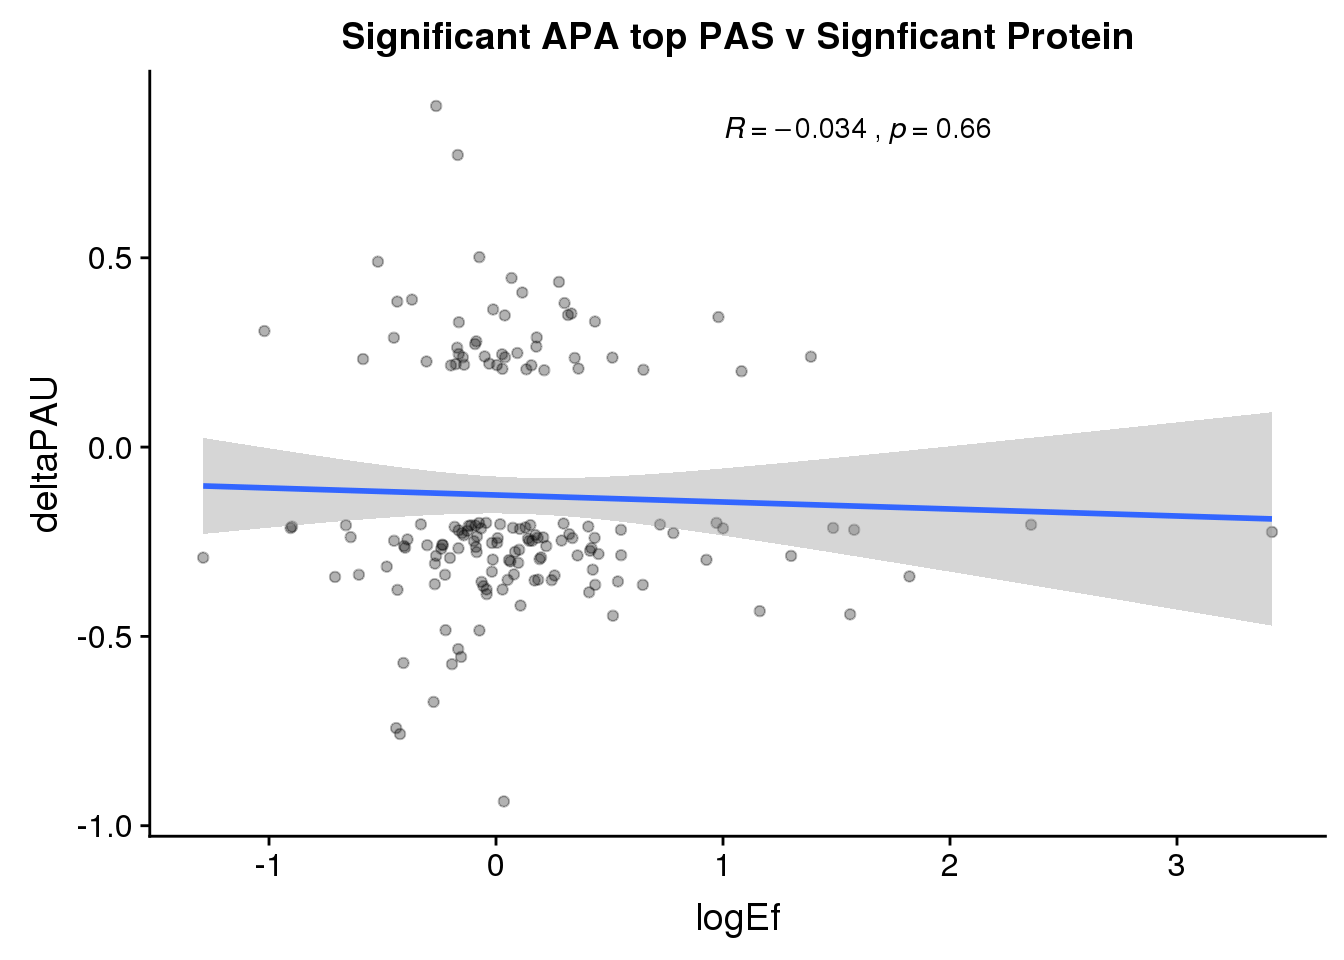 Significant APA top PAS v Signficant Protein
R = −0.034 , p = 0.66
deltaPAU
0.5
0.0
-0.5
-1.0
-1 0 1 2 3
logEf